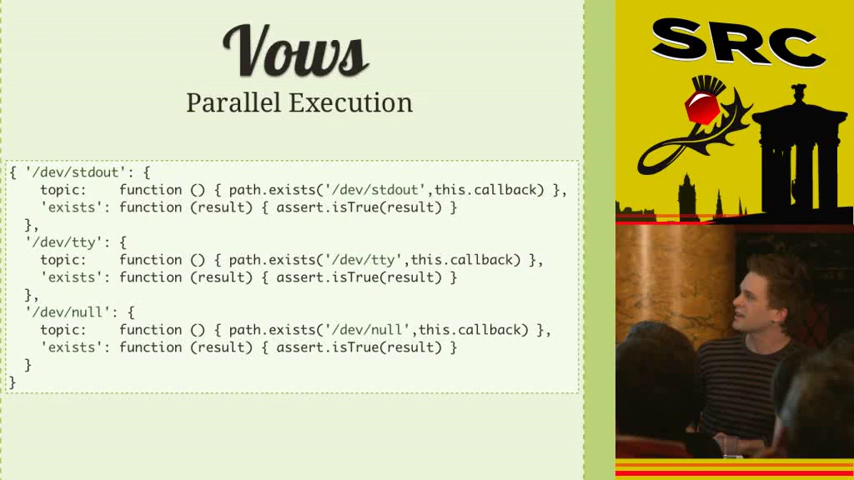 Vows
Parallel Execution
{ '/dev/stdout': {
topic: function () { path.exists('/dev/stdout',this.callback) },
'exists': function (result) { assert.isTrue(result) }
},
'/dev/tty': {
topic: function () { path.exists('/dev/tty',this.callback) },
'exists': function (result) { assert.isTrue(result) }
},
'/dev/null': {
topic: function () { path.exists('/dev/null',this.callback) },
'exists': function (result) { assert.isTrue(result) }
}
}
SRC